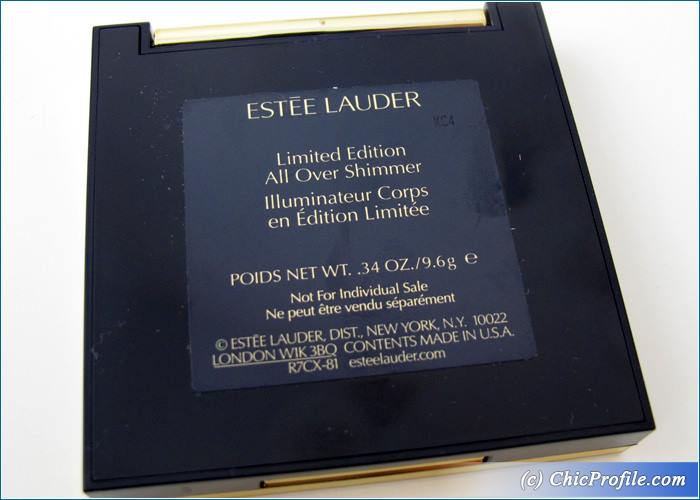 ESTĒE LAUDER
KC4
Limited Edition
All Over Shimmer
Illuminateur Corps
en Édition Limitée
POIDS NET WT. .34 OZ./9.6g ℮
Not For Individual Sale
Ne peut être vendu séparément
© ESTĒE LAUDER, DIST., NEW YORK, N.Y. 10022
LONDON W1K 3BQ CONTENTS MADE IN U.S.A.
R7CX-81 esteelauder.com
(c) ChicProfile.com